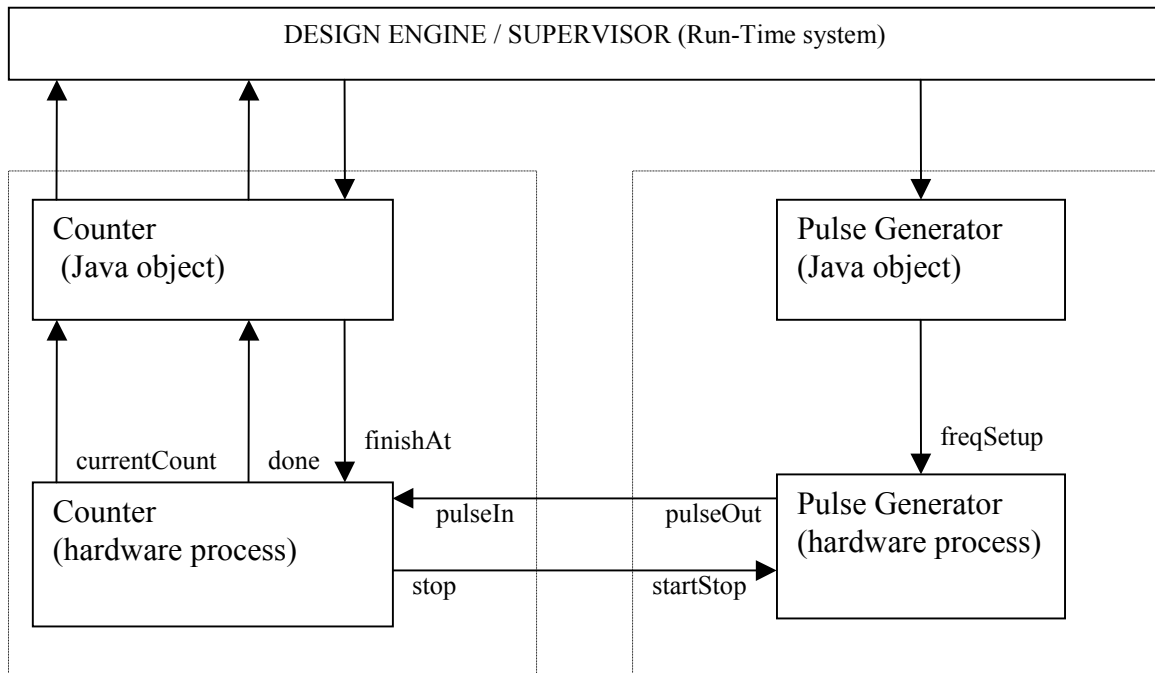 DESIGN ENGINE / SUPERVISOR (Run-Time system)
Counter
(Java object)
Pulse Generator
(Java object)
currentCount
done
finishAt
freqSetup
Counter
(hardware process)
pulseIn
pulseOut
stop
startStop
Pulse Generator
(hardware process)